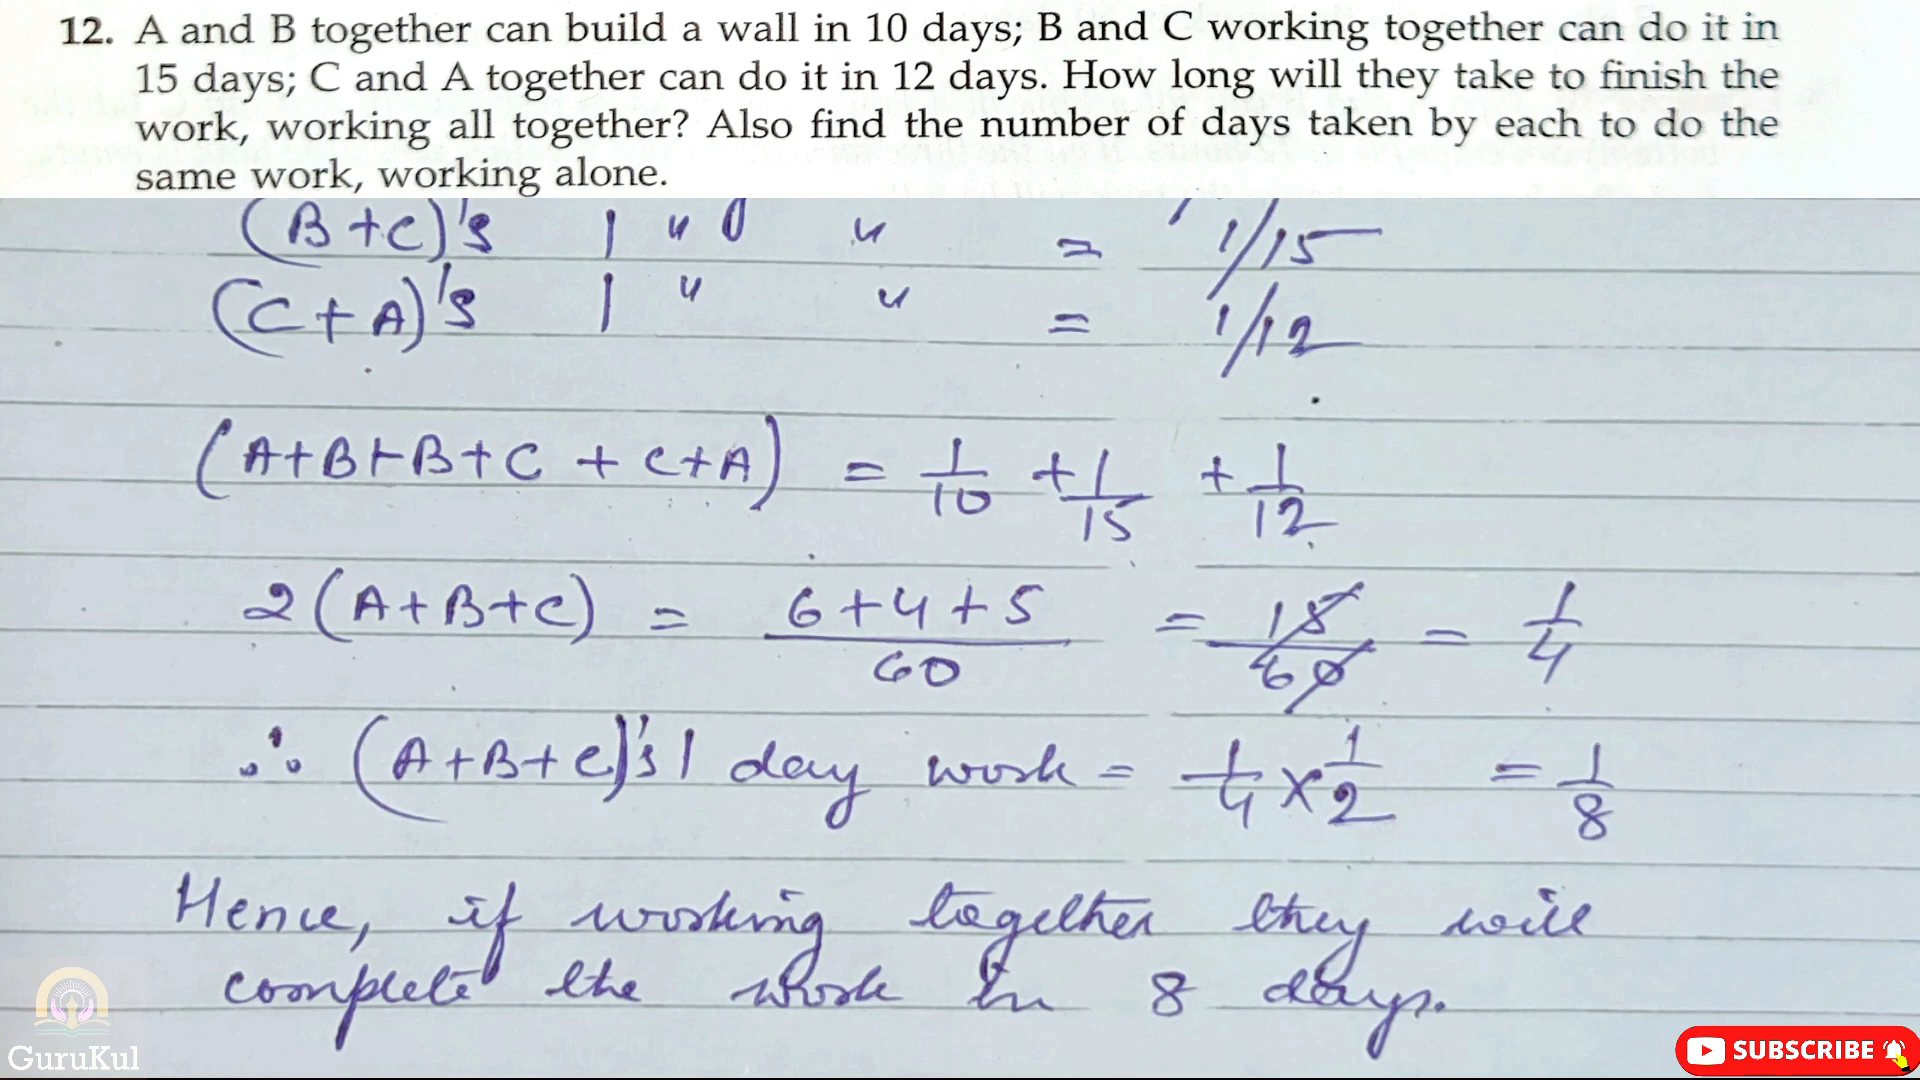 12. A and B together can build a wall in 10 days; B and C working together can do it in
15 days; C and A together can do it in 12 days. How long will they take to finish the
work, working all together? Also find the number of days taken by each to do the
same work, working alone.
(B+C)'s 1 " " = 1/15
(C+A)'s 1 " " = 1/12
(A+B+B+C + C+A) = 1/10 + 1/15 + 1/12
2(A+B+C) = 6+4+5/60 = 15/60 = 1/4
∴ (A+B+C)'s 1 day work = 1/4 × 1/2 = 1/8
Hence, if working together they will
complete the work in 8 days.
GuruKul
SUBSCRIBE